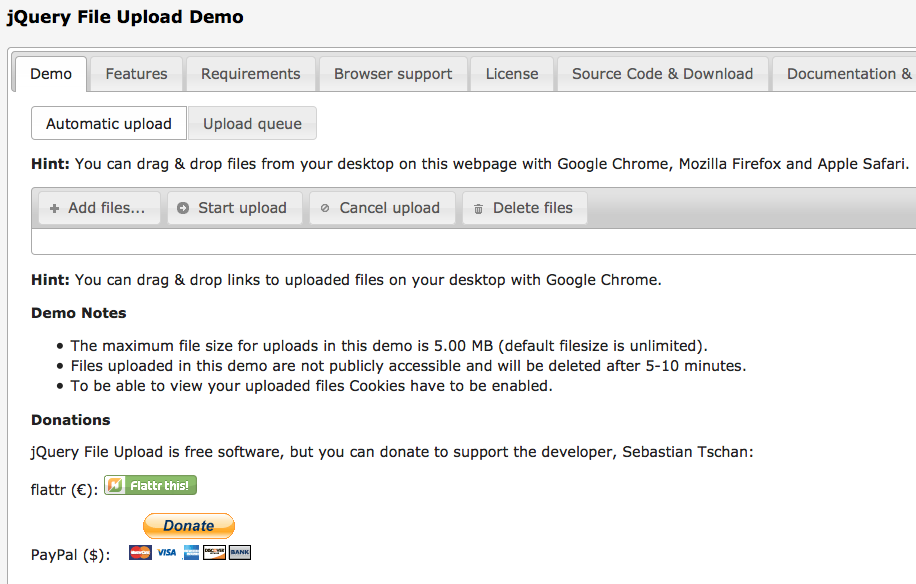 jQuery File Upload Demo
Demo Features Requirements Browser support License Source Code & Download Documentation &
Automatic upload Upload queue
Hint: You can drag & drop files from your desktop on this webpage with Google Chrome, Mozilla Firefox and Apple Safari.
Add files... Start upload Cancel upload Delete files
Hint: You can drag & drop links to uploaded files on your desktop with Google Chrome.
Demo Notes
• The maximum file size for uploads in this demo is 5.00 MB (default filesize is unlimited).
• Files uploaded in this demo are not publicly accessible and will be deleted after 5-10 minutes.
• To be able to view your uploaded files Cookies have to be enabled.
Donations
jQuery File Upload is free software, but you can donate to support the developer, Sebastian Tschan:
flattr (€): Flattr this!
Donate
PayPal ($): MasterCard VISA DISCOVER BANK